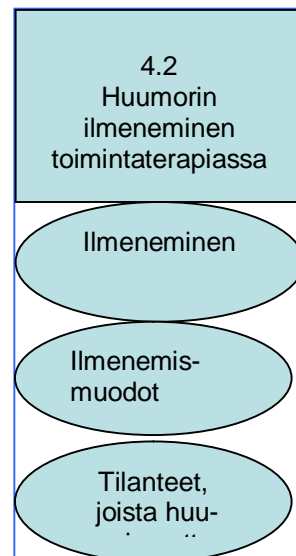 4.2
Huumorin
ilmeneminen
toimintaterapiassa
Ilmeneminen
Ilmenemis-
muodot
Tilanteet,
joista huu-